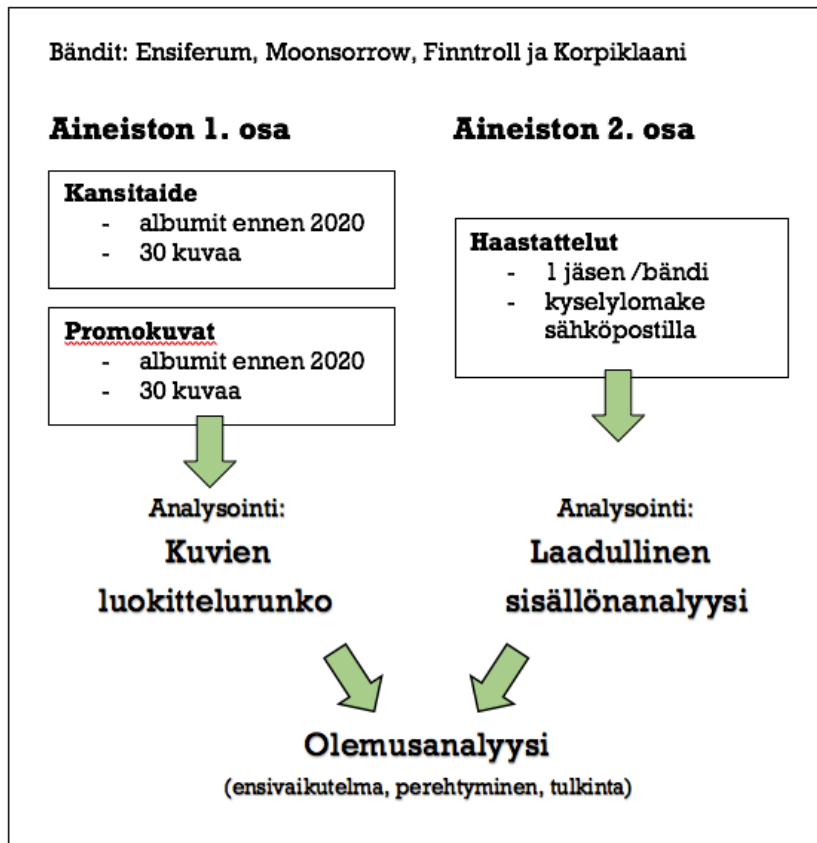 Bändit: Ensiferum, Moonsorrow, Finntroll ja Korpiklaani
Aineiston 1. osa
Kansitaide
- albumit ennen 2020
- 30 kuvaa
Promokuvat
- albumit ennen 2020
- 30 kuvaa
Analysointi:
Kuvien
luokittelurunko
Aineiston 2. osa
Haastattelut
- 1 jäsen /bändi
- kyselylomake
sähköpostilla
Analysointi:
Laadullinen
sisällönanalyysi
Olemusanalyysi
(ensivaikutelma, perehtyminen, tulkinta)